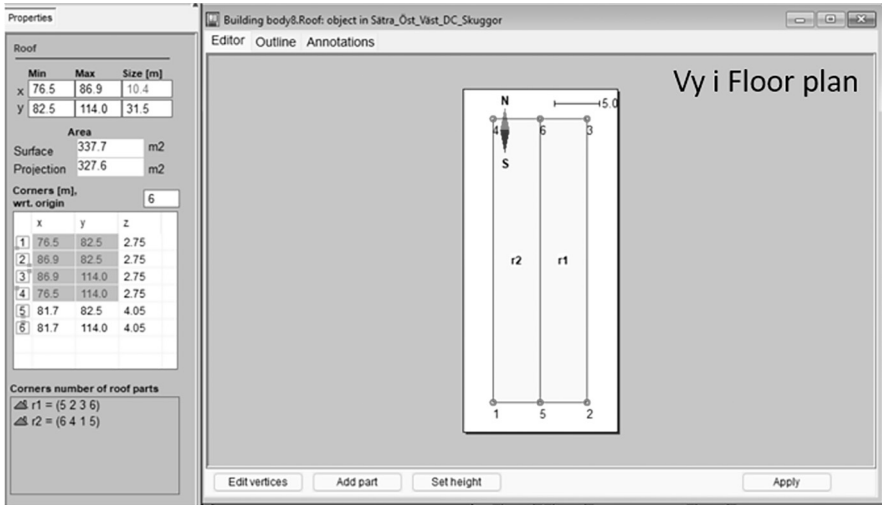 Properties
Roof
Min Max Size [m]
x 76.5 86.9 10.4
y 82.5 114.0 31.5
Area
Surface 337.7 m2
Projection 327.6 m2
Corners [m],
wrt. origin 6
x y z
1 76.5 82.5 2.75
2 86.9 82.5 2.75
3 86.9 114.0 2.75
4 76.5 114.0 2.75
5 81.7 82.5 4.05
6 81.7 114.0 4.05
Corners number of roof parts
r1 = (5 2 3 6)
r2 = (6 4 1 5)
Building body8.Roof: object in Sätra_Öst_Väst_DC_Skuggor
Editor Outline Annotations
Vy i Floor plan
N 5.0
4 6 3
S
r2 r1
1 5 2
Edit vertices Add part Set height Apply